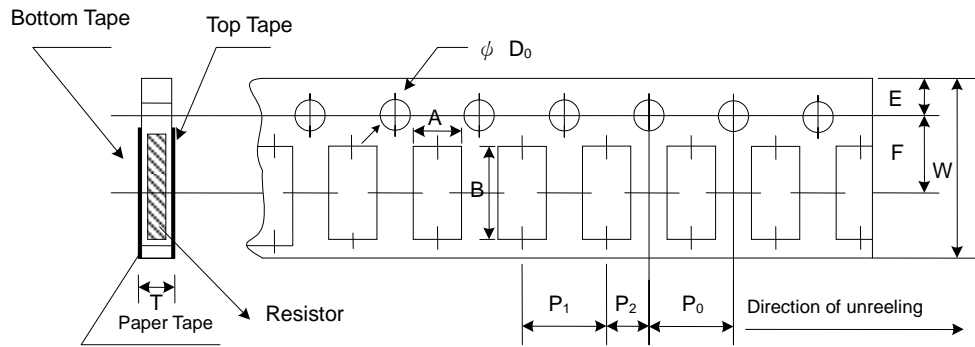 Bottom Tape
Top Tape
ψ D₀
E
A
F
W
B
P₁
P₂
P₀
Direction of unreeling
T
Paper Tape
Resistor